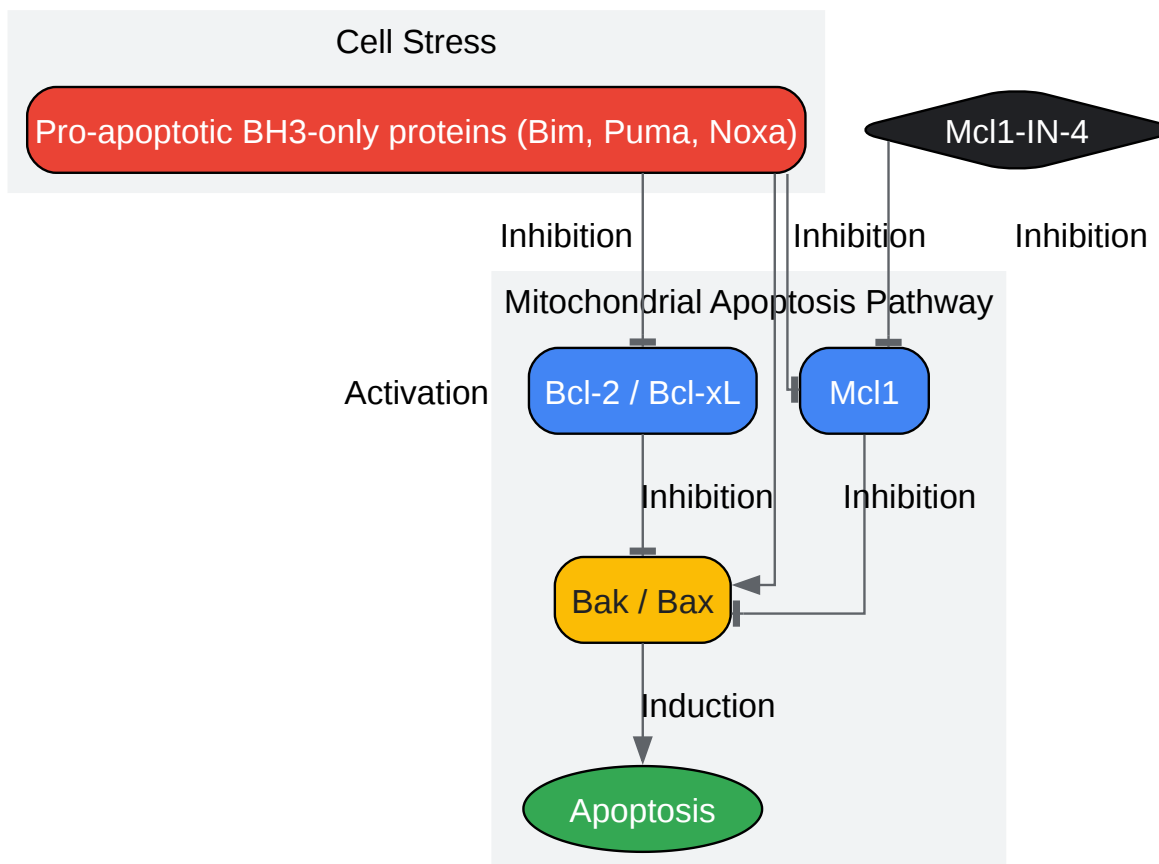 Cell Stress
Pro-apoptotic BH3-only proteins (Bim, Puma, Noxa)
Mcl1-IN-4
Inhibition
Inhibition
Inhibition
Mitochondrial Apoptosis Pathway
Activation
Bcl-2 / Bcl-xL
Mcl1
Inhibition
Inhibition
Bak / Bax
Induction
Apoptosis